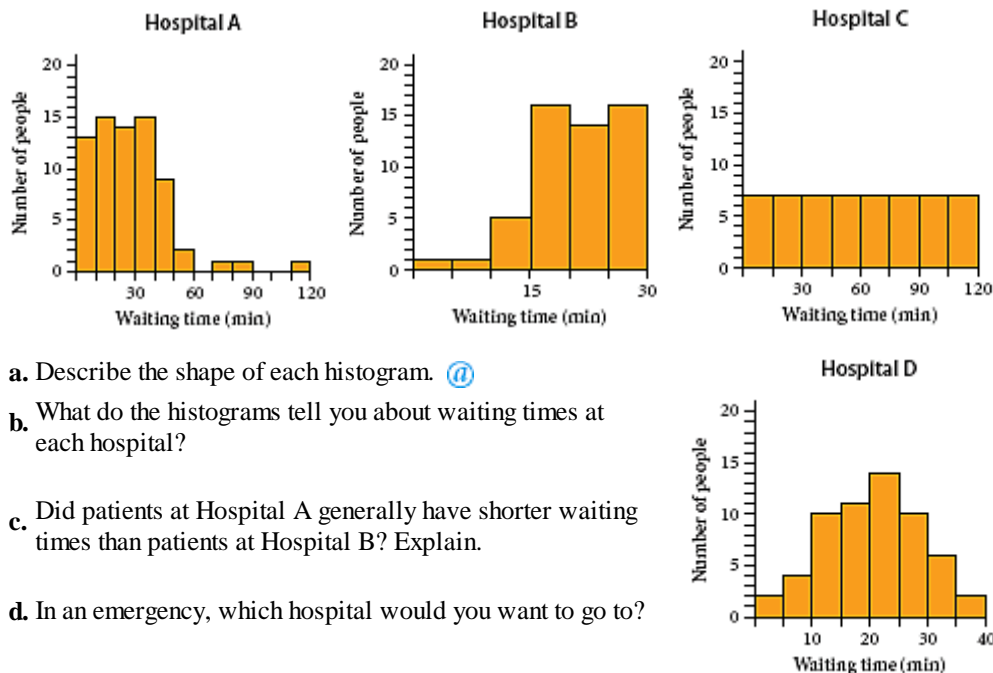 Hospital A
Number of people
20
15
10
5
0
30 60 90 120
Waiting time (min)
Hospital B
Number of people
20
15
10
5
0
15 30
Waiting time (min)
Hospital C
Number of people
20
15
10
5
0
30 60 90 120
Waiting time (min)
a. Describe the shape of each histogram. @
b. What do the histograms tell you about waiting times at
each hospital?
c. Did patients at Hospital A generally have shorter waiting
times than patients at Hospital B? Explain.
d. In an emergency, which hospital would you want to go to?
Hospital D
Number of people
20
15
10
5
0
10 20 30 40
Waiting time (min)